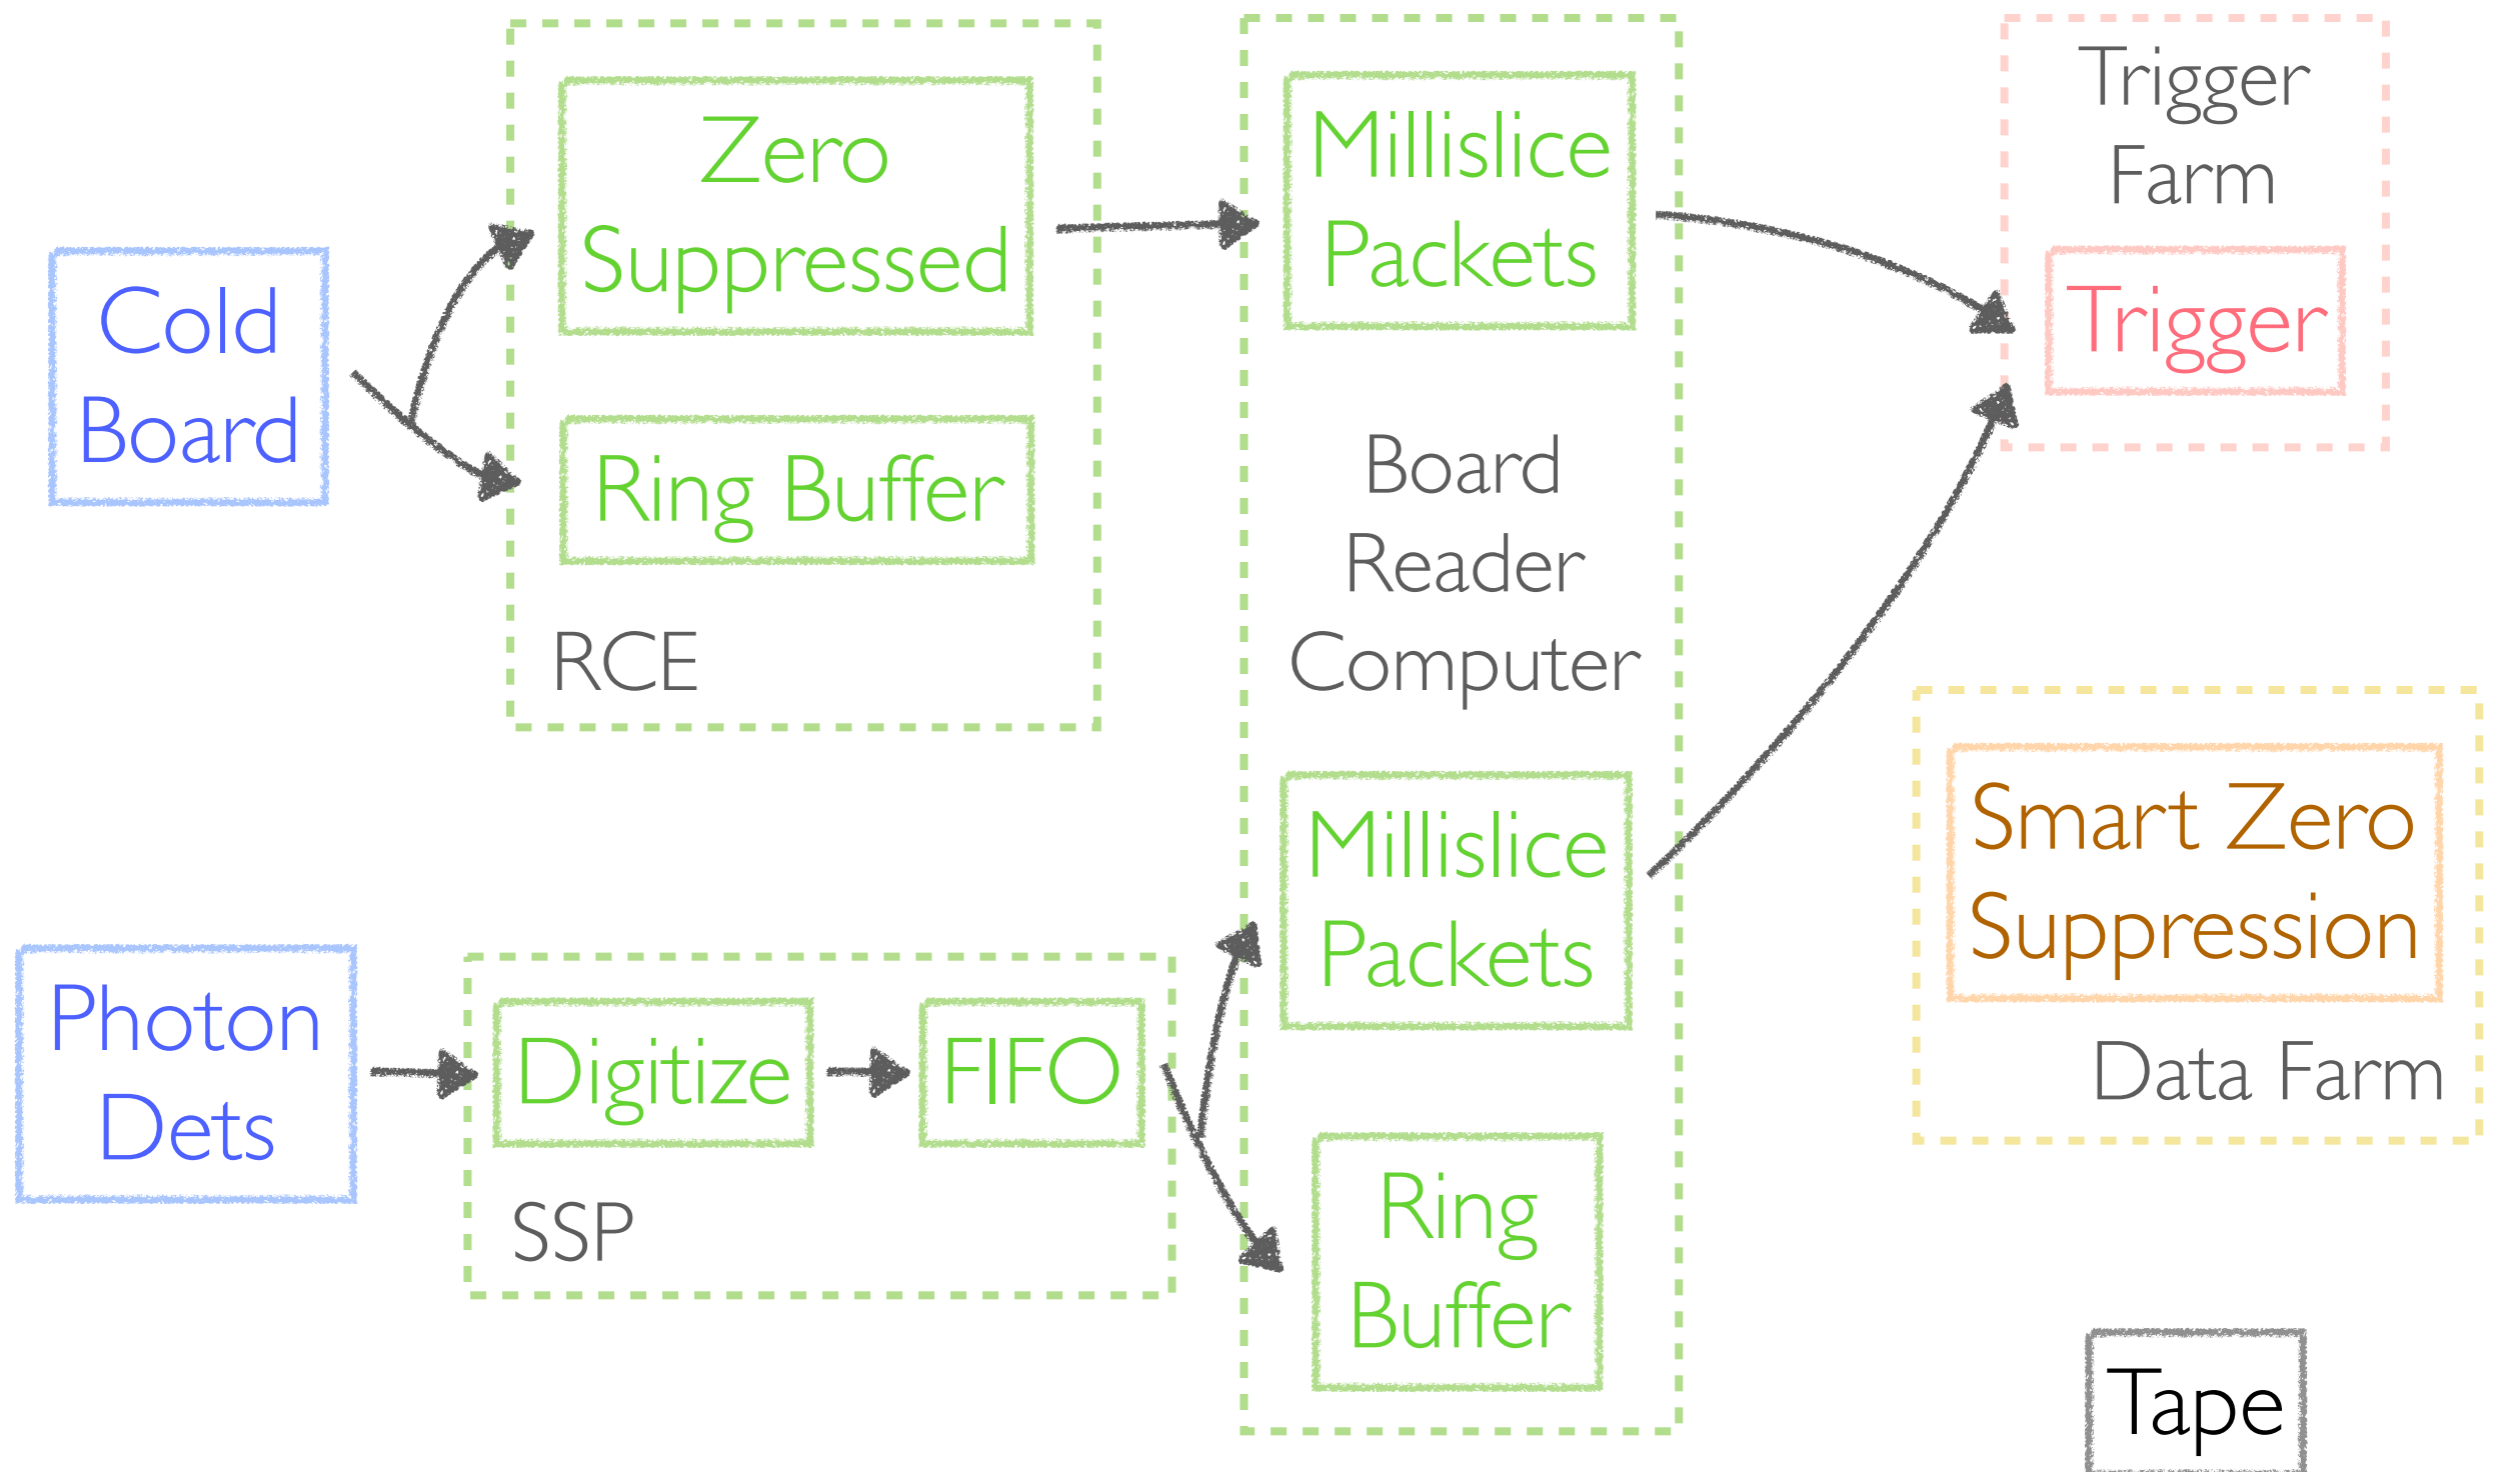 Cold
Board
Zero
Suppressed
Ring Buffer
RCE
Millislice
Packets
Board
Reader
Computer
Millislice
Packets
Ring
Buffer
Trigger
Farm
Trigger
Smart Zero
Suppression
Data Farm
Photon
Dets
Digitize
FIFO
SSP
Tape